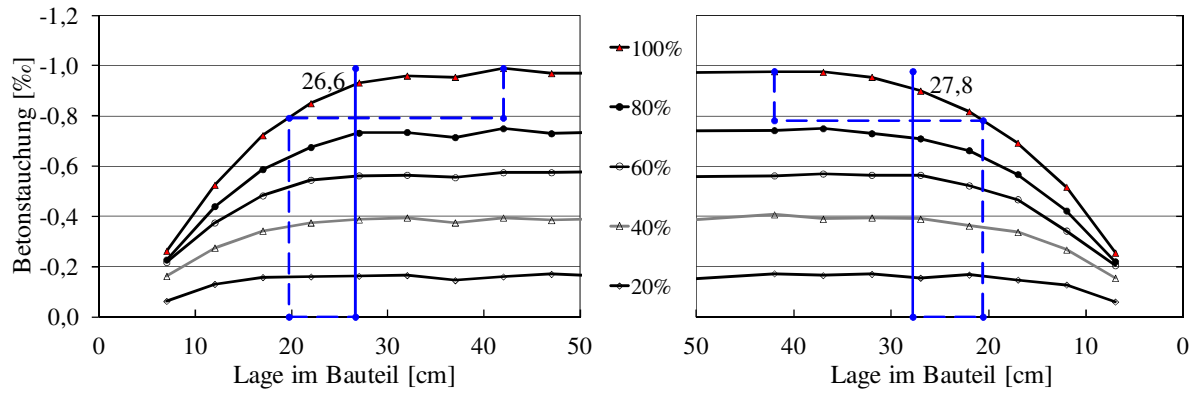 Betonstauchung [‰]
-1,2
-1,0
-0,8
-0,6
-0,4
-0,2
0,0
26,6
0 10 20 30 40 50
Lage im Bauteil [cm]
100%
80%
60%
40%
20%
27,8
50 40 30 20 10 0
Lage im Bauteil [cm]